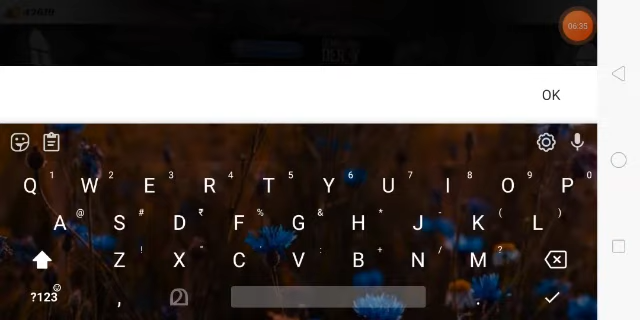 06:35
OK
Q 1 W 2 E 3 R 4 T 5 Y 6 U 7 I 8 O 9 P 0
A @ S # D ₹ F % G & H * J - K ( L )
Z ! X " C ' V : B + N / M ?
?123 , .